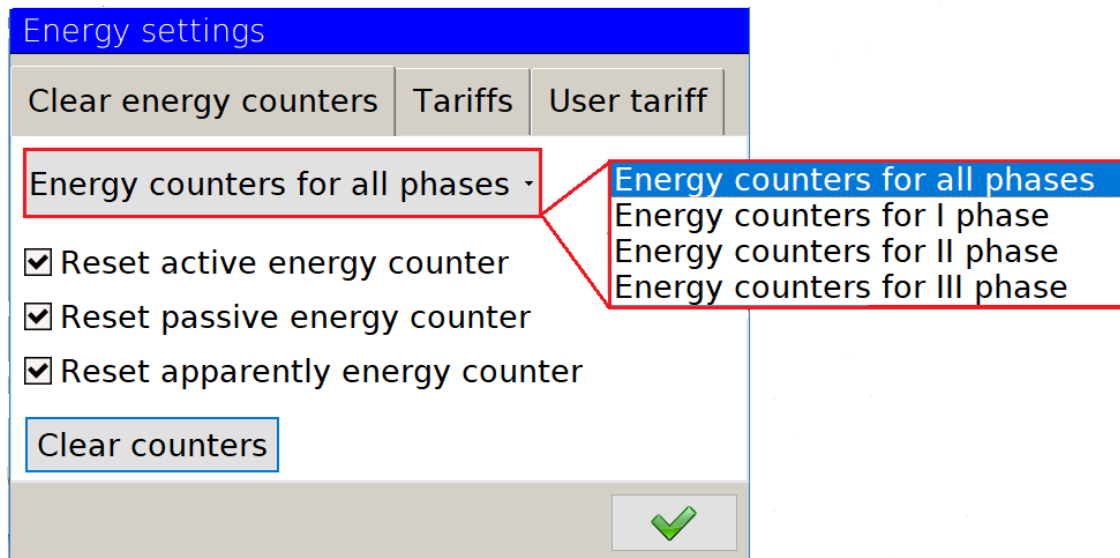 Energy settings
Clear energy counters
Tariffs
User tariff
Energy counters for all phases
Energy counters for all phases
Energy counters for I phase
Energy counters for II phase
Energy counters for III phase
Reset active energy counter
Reset passive energy counter
Reset apparently energy counter
Clear counters